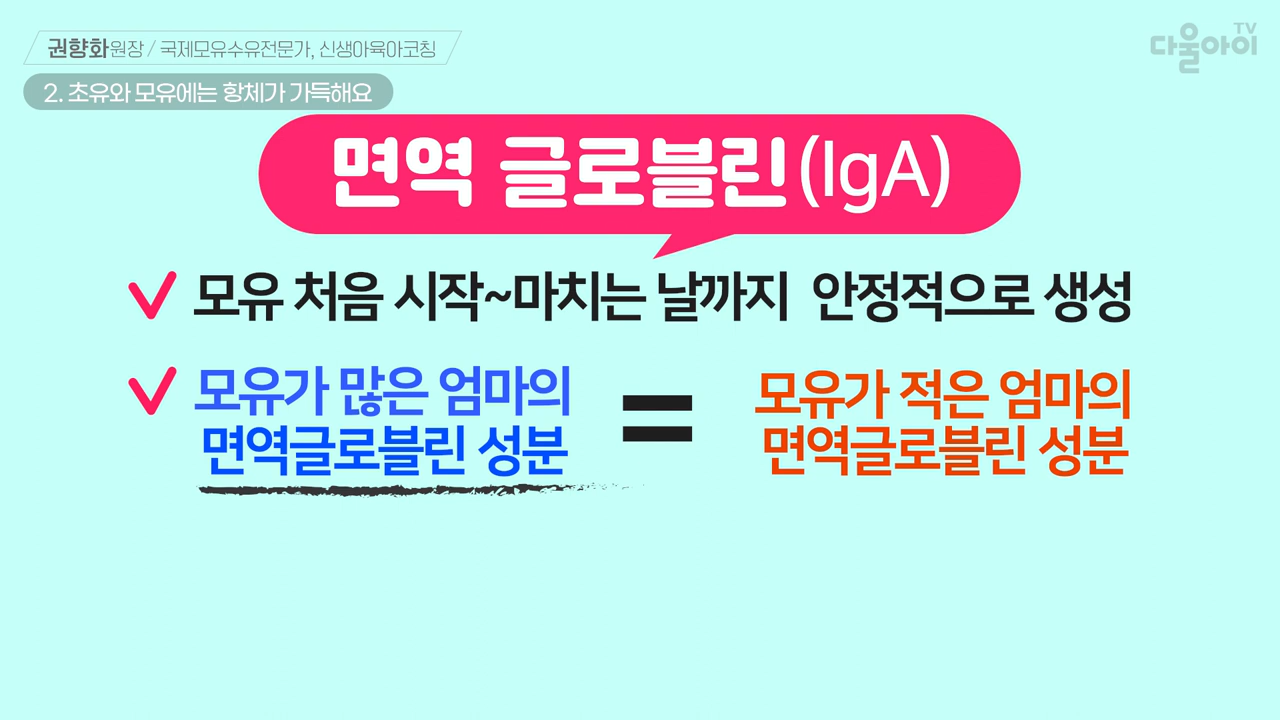 권향화원장 / 국제모유수유전문가, 신생아육아코칭
다울아이 TV
2. 초유와 모유에는 항체가 가득해요
면역 글로블린(IgA)
모유 처음 시작~마치는 날까지 안정적으로 생성
모유가 많은 엄마의
면역글로블린 성분
=
모유가 적은 엄마의
면역글로블린 성분